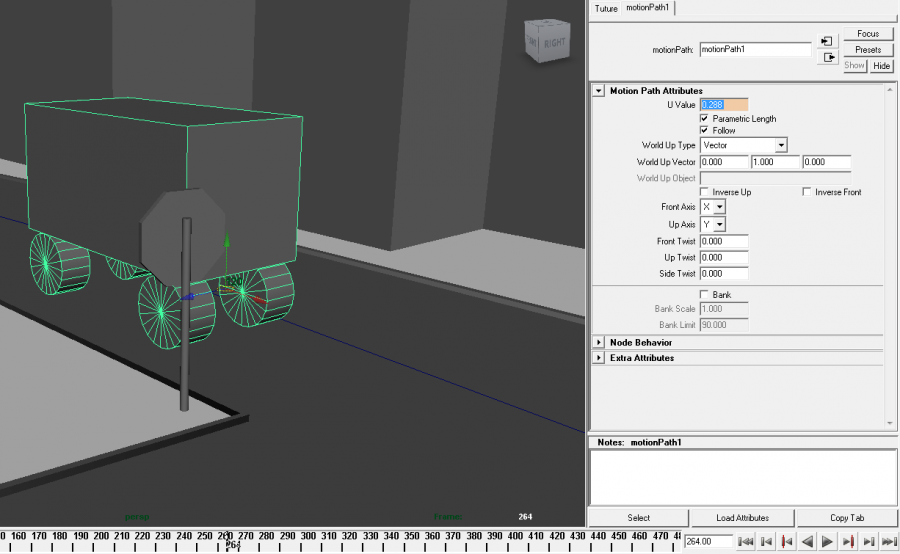 Tuture motionPath1
RIGHT
motionPath: motionPath1
Focus
Presets
Show Hide
Motion Path Attributes
U Value 0.288
Parametric Length
Follow
World Up Type Vector
World Up Vector 0.000 1.000 0.000
World Up Object
Inverse Up Inverse Front
Front Axis X
Up Axis Y
Front Twist 0.000
Up Twist 0.000
Side Twist 0.000
Bank
Bank Scale 1.000
Bank Limit 90.000
Node Behavior
Extra Attributes
Notes: motionPath1
persp Frame: 264
Select Load Attributes Copy Tab
0 160 170 180 190 200 210 220 230 240 250 260 270 280 290 300 310 320 330 340 350 360 370 380 390 400 410 420 430 440 450 460 470 48
264
264.00